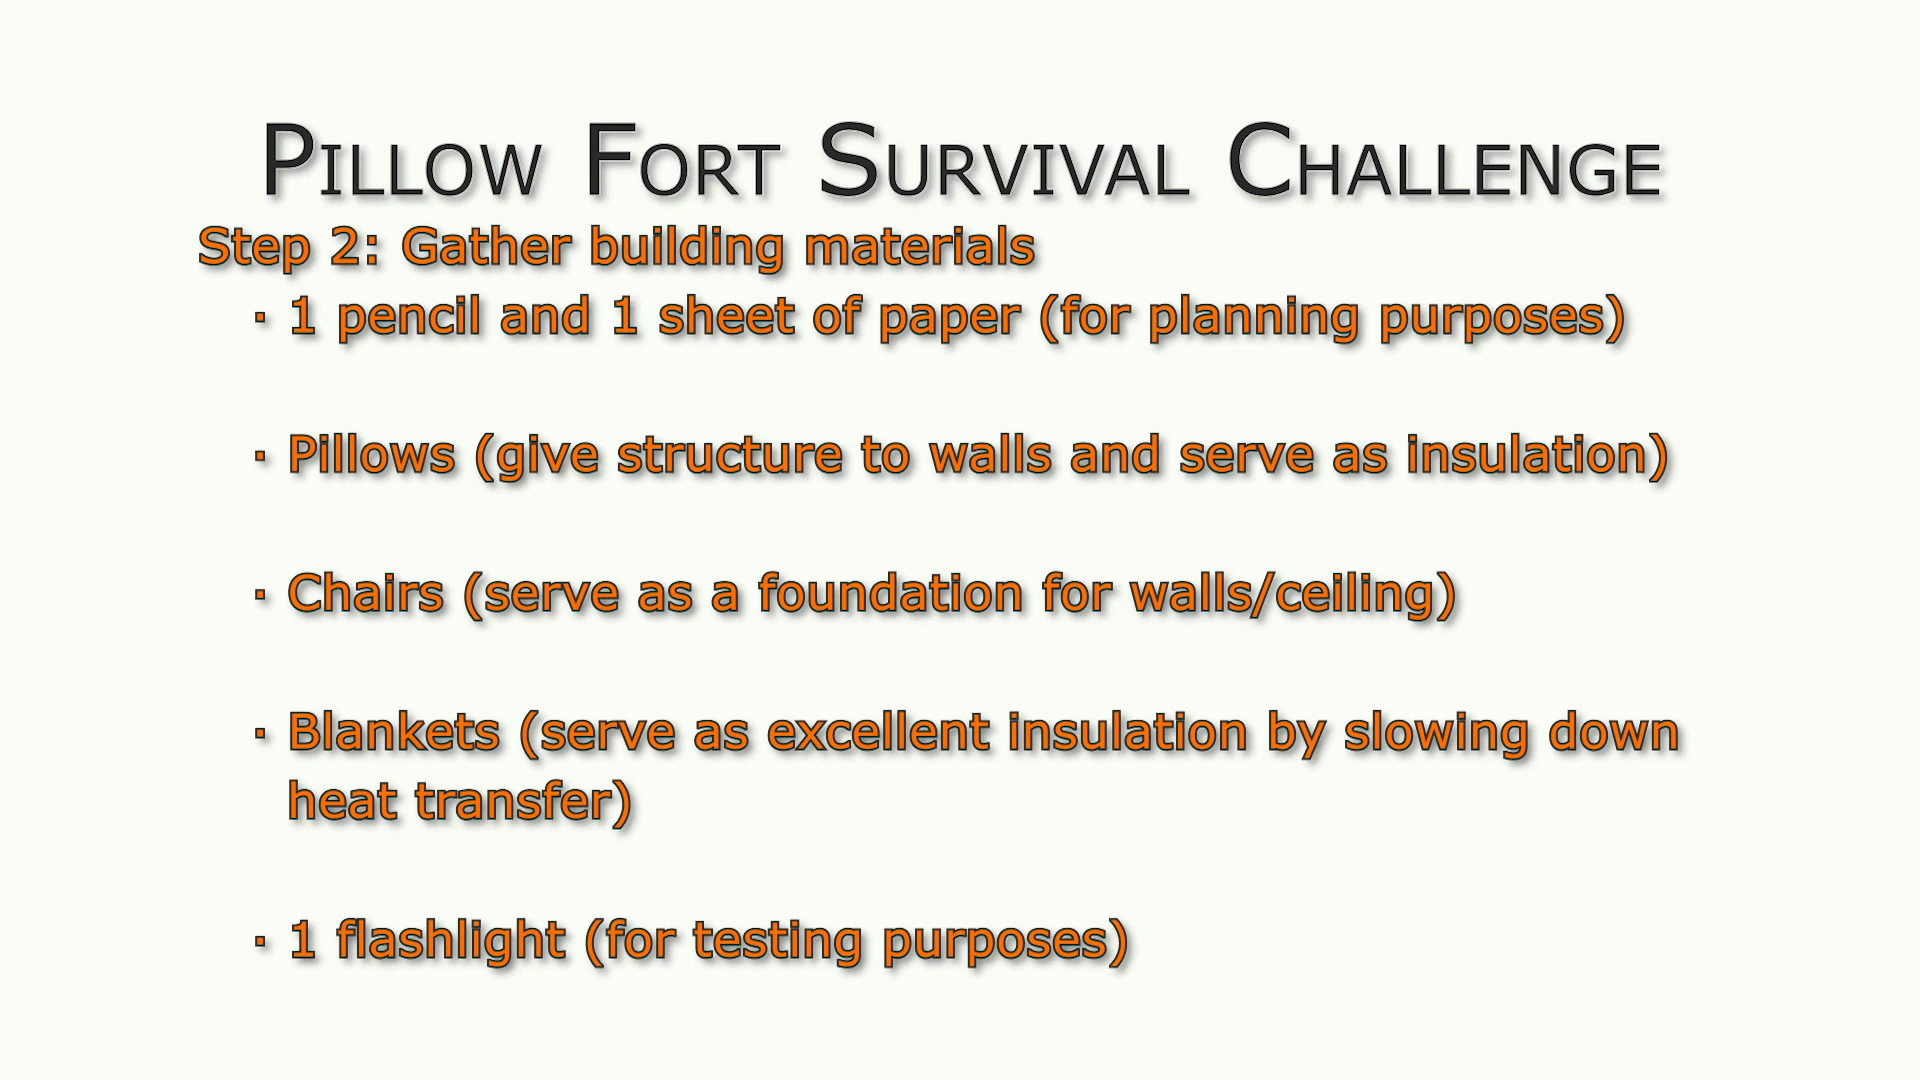 Pillow Fort Survival Challenge
Step 2: Gather building materials
· 1 pencil and 1 sheet of paper (for planning purposes)
· Pillows (give structure to walls and serve as insulation)
· Chairs (serve as a foundation for walls/ceiling)
· Blankets (serve as excellent insulation by slowing down
heat transfer)
· 1 flashlight (for testing purposes)